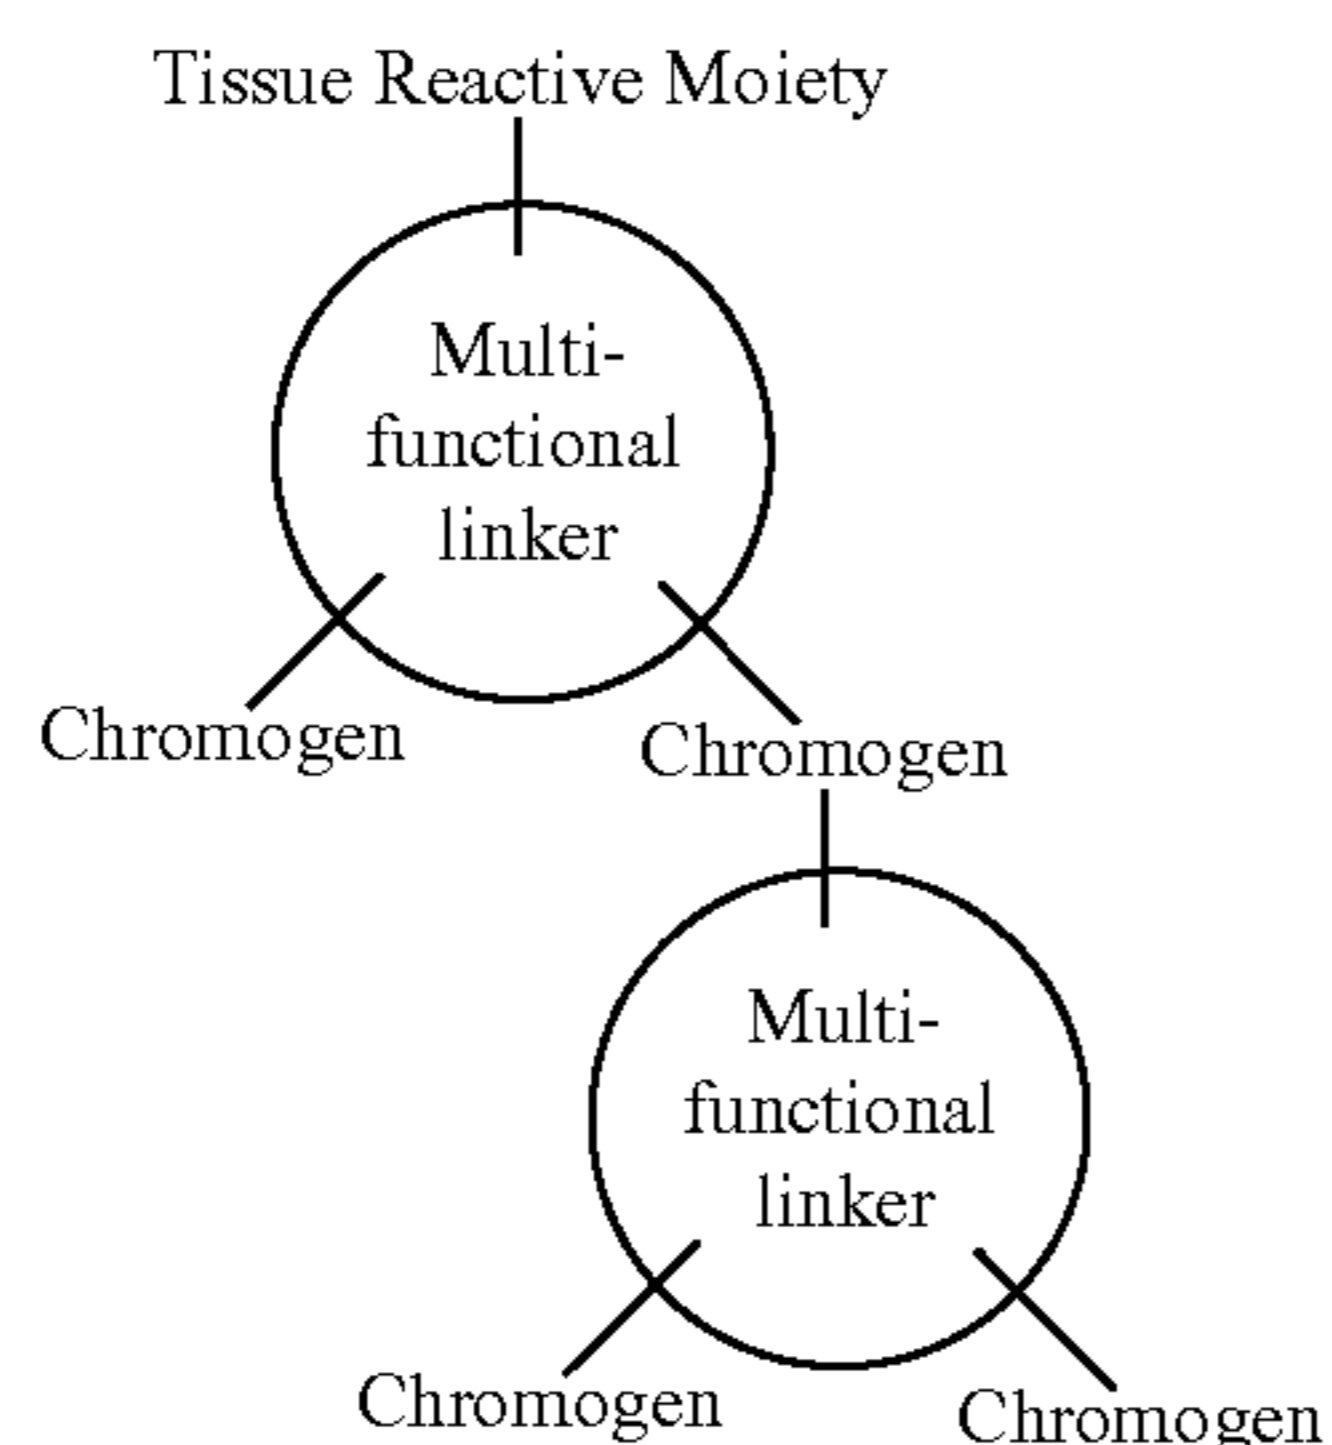 Tissue Reactive Moiety
Multi-
functional
linker
Chromogen
Chromogen
Multi-
functional
linker
Chromogen
Chromogen